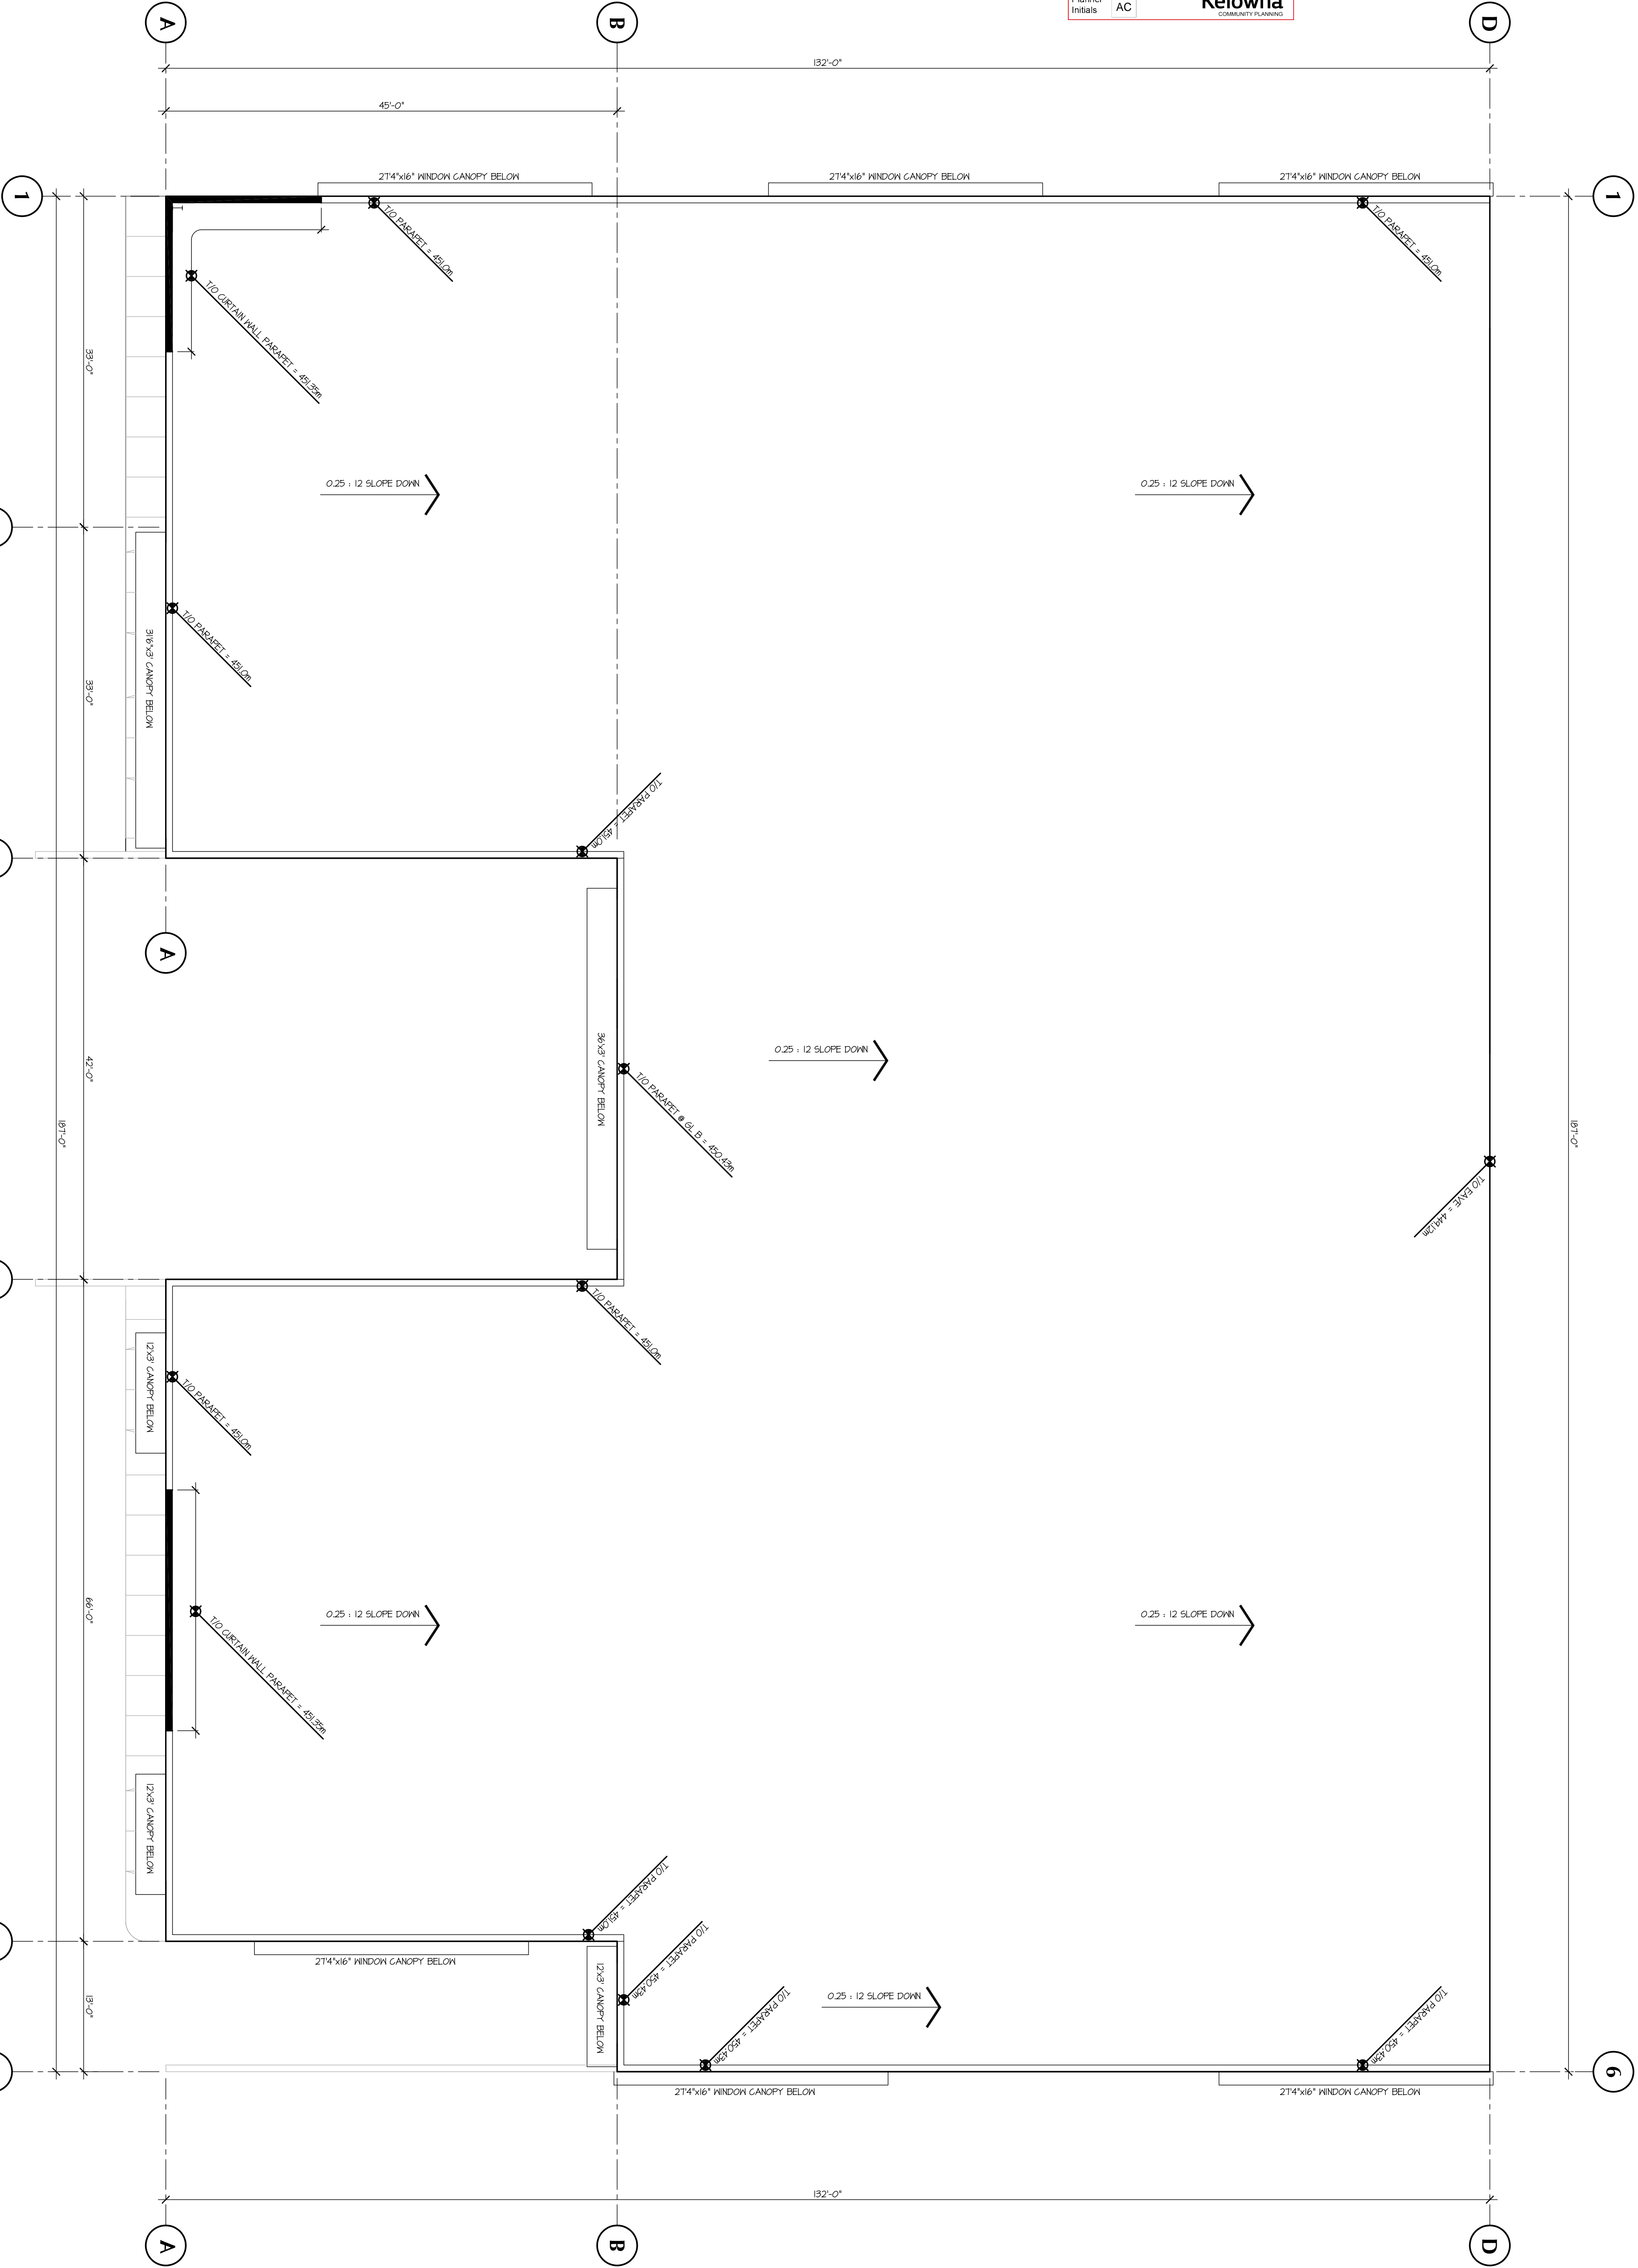 Planner
Initials
AC
Kelowna
COMMUNITY PLANNING
A
B
D
132'-0"
45'-0"
27'4"x16" WINDOW CANOPY BELOW
27'4"x16" WINDOW CANOPY BELOW
27'4"x16" WINDOW CANOPY BELOW
1
1
T/O PARAPET = 451.0m
T/O PARAPET = 451.0m
T/O CURTAIN WALL PARAPET = 451.35m
33'-0"
0.25 : 12 SLOPE DOWN
0.25 : 12 SLOPE DOWN
31'6"x3' CANOPY BELOW
T/O PARAPET = 451.0m
33'-0"
T/O PARAPET = 451.0m
A
36'x3' CANOPY BELOW
0.25 : 12 SLOPE DOWN
T/O PARAPET @ GL B = 450.43m
42'-0"
187'-0"
187'-0"
T/O EAVE = 449.12m
T/O PARAPET = 451.0m
12'x3' CANOPY BELOW
T/O PARAPET = 451.0m
66'-0"
0.25 : 12 SLOPE DOWN
0.25 : 12 SLOPE DOWN
T/O CURTAIN WALL PARAPET = 451.35m
12'x3' CANOPY BELOW
T/O PARAPET = 451.0m
T/O PARAPET = 450.43m
27'4"x16" WINDOW CANOPY BELOW
12'x3' CANOPY BELOW
13'-0"
0.25 : 12 SLOPE DOWN
T/O PARAPET = 450.43m
T/O PARAPET = 450.43m
6
27'4"x16" WINDOW CANOPY BELOW
27'4"x16" WINDOW CANOPY BELOW
132'-0"
A
B
D